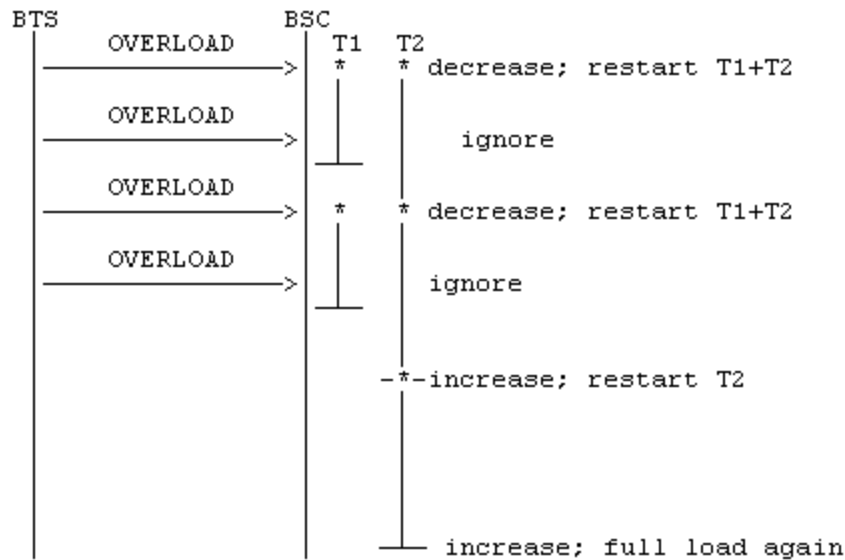 BTS BSC
OVERLOAD T1 T2
* * decrease; restart T1+T2
OVERLOAD
ignore
OVERLOAD
* * decrease; restart T1+T2
OVERLOAD
ignore
-*-increase; restart T2
increase; full load again